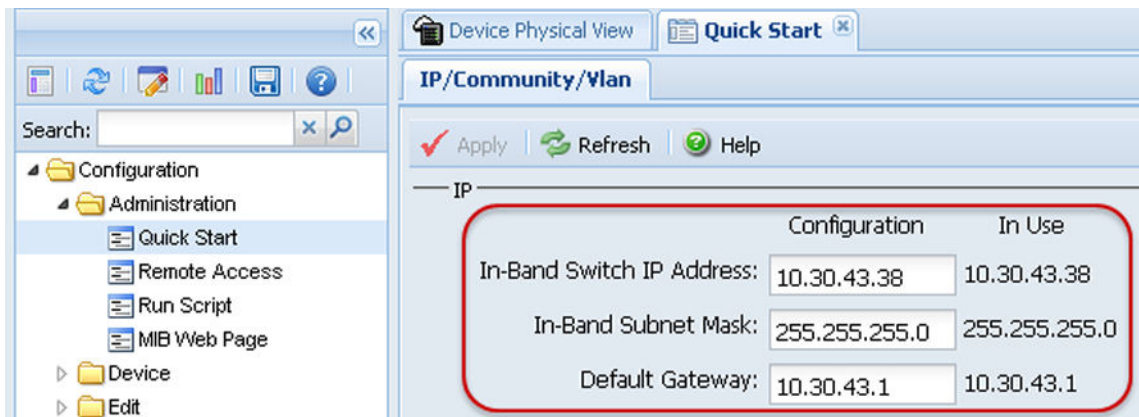 Device Physical View
Quick Start
IP/Community/Vlan
Search:
Apply
Refresh
Help
Configuration
Administration
Quick Start
Remote Access
Run Script
MIB Web Page
Device
Edit
IP
Configuration In Use
In-Band Switch IP Address: 10.30.43.38 10.30.43.38
In-Band Subnet Mask: 255.255.255.0 255.255.255.0
Default Gateway: 10.30.43.1 10.30.43.1